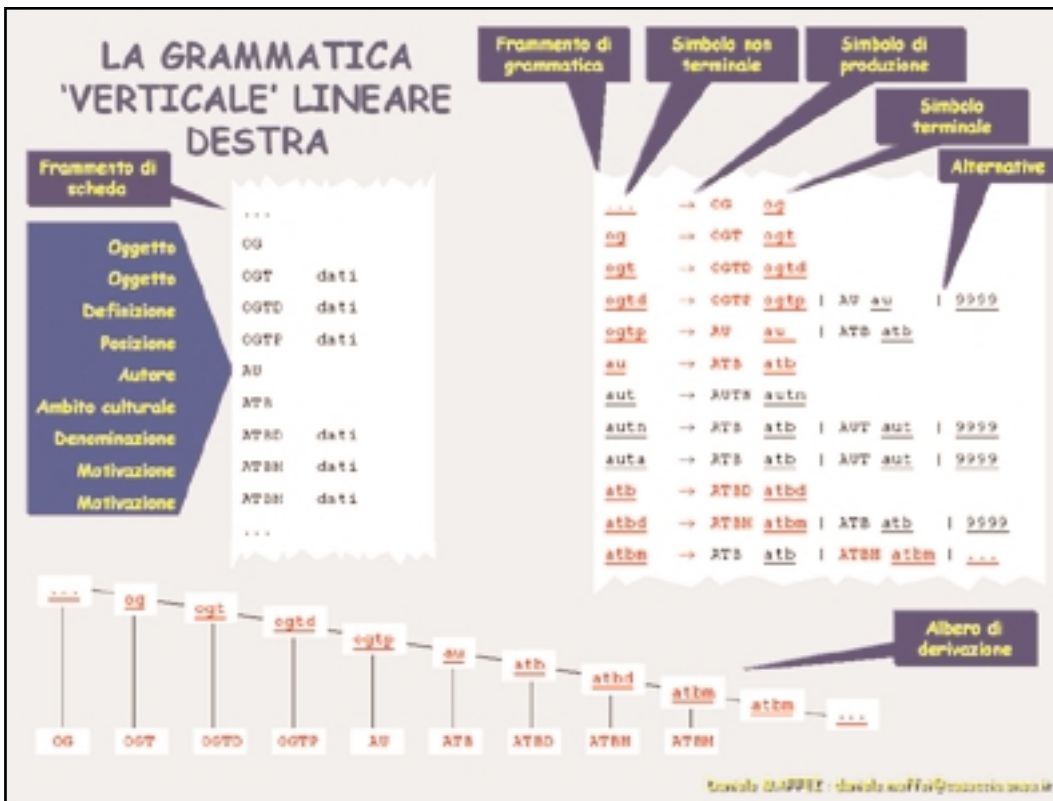 LA GRAMMATICA
'VERTICALE' LINEARE
DESTRA
Frammento di
grammatica
Simbolo non
terminale
Simbolo di
produzione
Simbolo
terminale
Alternative
Frammento di
scheda
Oggetto
Oggetto
Definizione
Posizione
Autore
Ambito culturale
Denominazione
Motivazione
Motivazione
...
OG
OGT dati
OGTD dati
OGTP dati
AU
ATB
ATBD dati
ATBM dati
ATBM dati
...
... → OG og
og → OGT ogt
ogt → OGTD ogtd
ogtd → OGTP ogtp | AU au | 9999
ogtp → AU au | ATB atb
au → ATB atb
aut → AUTN autn
autn → ATB atb | AUT aut | 9999
auta → ATB atb | AUT aut | 9999
atb → ATBD atbd
atbd → ATBM atbm | ATB atb | 9999
atbm → ATB atb | ATBM atbm | ...
Albero di
derivazione
... og ogt ogtd ogtp au atb atbd atbm atbm ...
OG OGT OGTD OGTP AU ATB ATBD ATBM ATBM